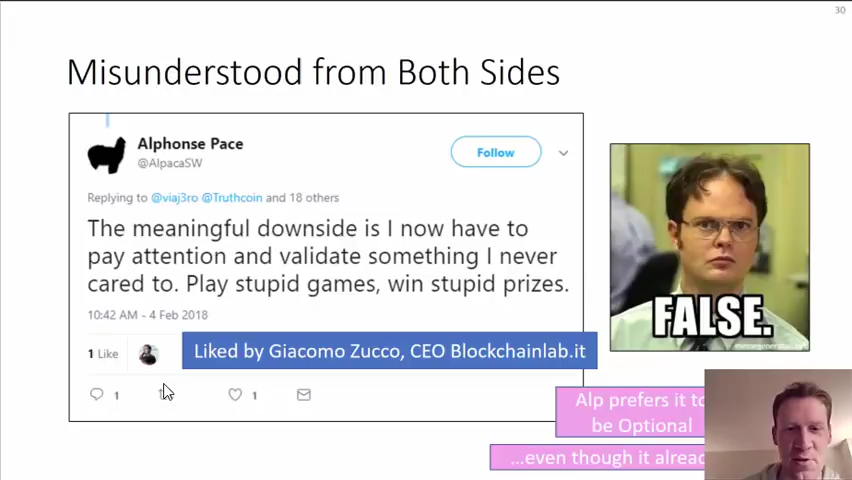 30
Misunderstood from Both Sides
Alphonse Pace
@AlpacaSW
Follow
Replying to @viaj3ro @Truthcoin and 18 others
The meaningful downside is I now have to
pay attention and validate something I never
cared to. Play stupid games, win stupid prizes.
10:42 AM - 4 Feb 2018
1 Like
Liked by Giacomo Zucco, CEO Blockchainlab.it
1
1
FALSE.
Alp prefers it to
be Optional
...even though it alrea